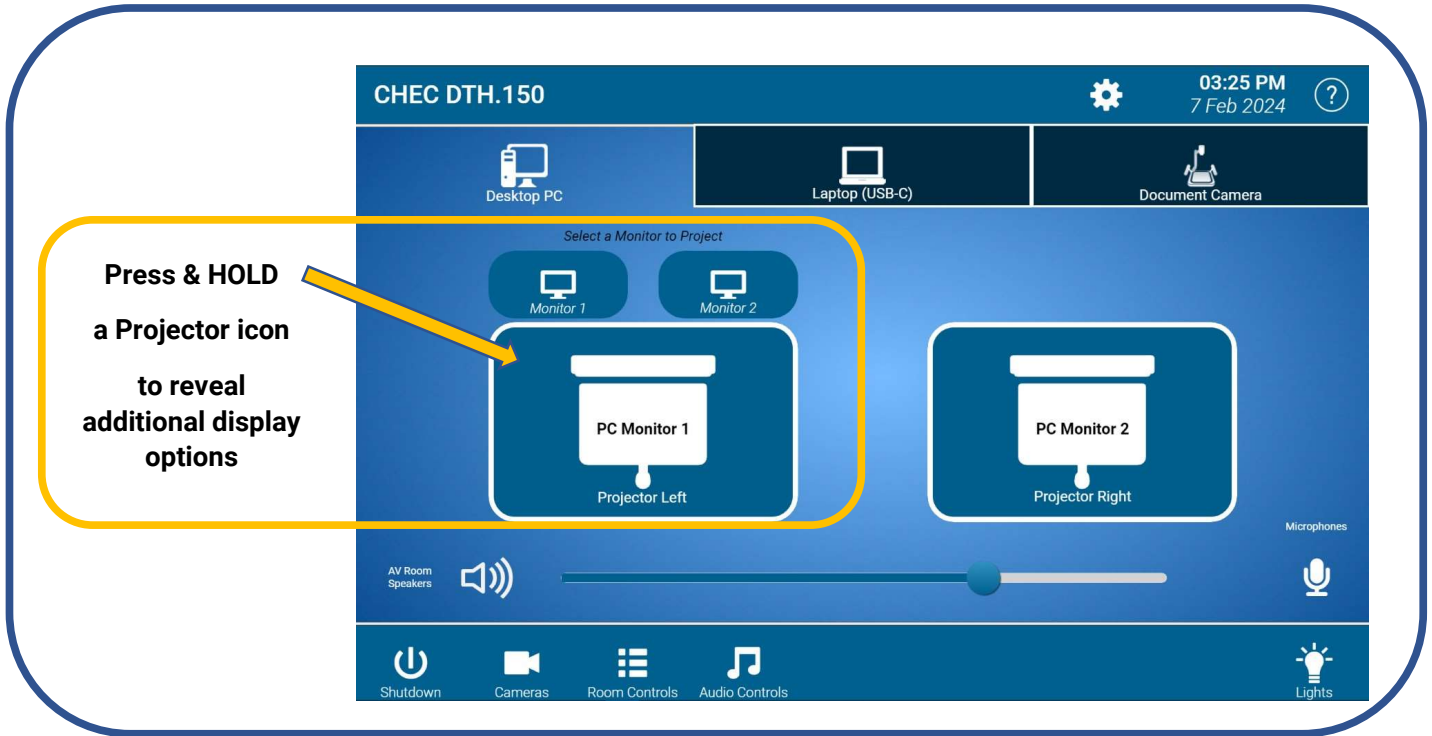 CHEC DTH.150
03:25 PM
7 Feb 2024
?
Desktop PC
Laptop (USB-C)
Document Camera
Press & HOLD
a Projector icon
to reveal
additional display
options
Select a Monitor to Project
Monitor 1
Monitor 2
PC Monitor 1
Projector Left
PC Monitor 2
Projector Right
Microphones
AV Room
Speakers
Shutdown
Cameras
Room Controls
Audio Controls
Lights